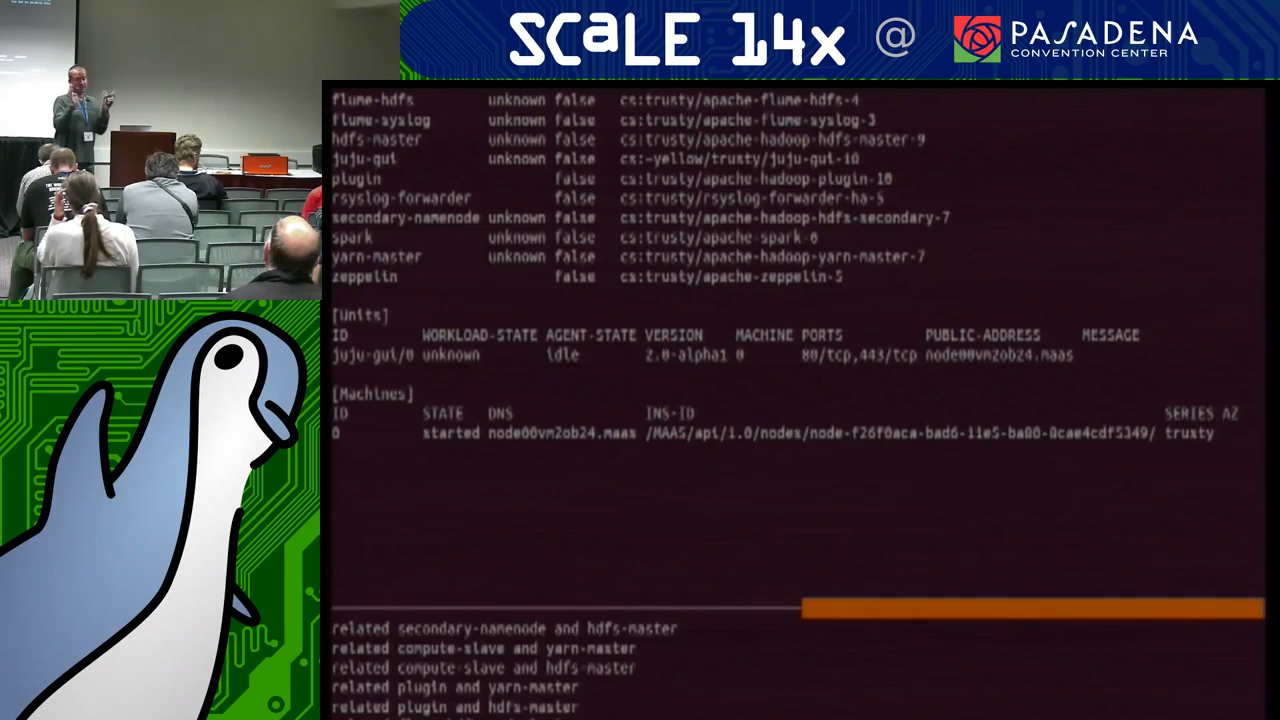 SCALE 14x @ PASADENA
CONVENTION CENTER
flume-hdfs unknown false cs:trusty/apache-flume-hdfs-4
flume-syslog unknown false cs:trusty/apache-flume-syslog-3
hdfs-master unknown false cs:trusty/apache-hadoop-hdfs-master-9
juju-gui unknown false cs:~yellow/trusty/juju-gui-10
plugin false cs:trusty/apache-hadoop-plugin-10
rsyslog-forwarder false cs:trusty/rsyslog-forwarder-ha-5
secondary-namenode unknown false cs:trusty/apache-hadoop-hdfs-secondary-7
spark unknown false cs:trusty/apache-spark-6
yarn-master unknown false cs:trusty/apache-hadoop-yarn-master-7
zeppelin false cs:trusty/apache-zeppelin-5
[Units]
ID WORKLOAD-STATE AGENT-STATE VERSION MACHINE PORTS PUBLIC-ADDRESS MESSAGE
juju-gui/0 unknown idle 2.0-alpha1 0 80/tcp,443/tcp node00vm2ob24.maas
[Machines]
ID STATE DNS INS-ID SERIES AZ
0 started node00vm2ob24.maas /MAAS/api/1.0/nodes/node-f26f0aca-bad6-11e5-ba80-0cae4cdf5349/ trusty
related secondary-namenode and hdfs-master
related compute-slave and yarn-master
related compute-slave and hdfs-master
related plugin and yarn-master
related plugin and hdfs-master